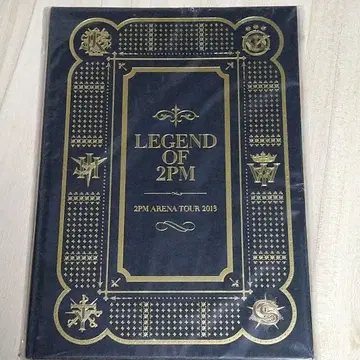 LEGEND
OF
2PM
2PM ARENA TOUR 2013